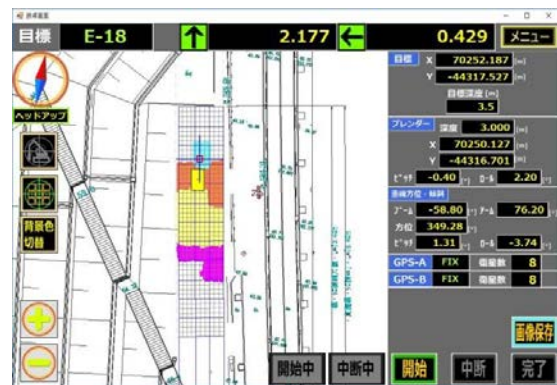 目標 E-18 2.177 0.429 メニュー
ヘッドアップ
背景色
切替
開始中 中断中
目標 X 70252.187 [m]
Y -44317.527 [m]
目標深度 [m]
3.5
ブレンダー 深度 3.000 [m]
X 70250.127 [m]
Y -44316.701 [m]
ピッチ -0.40 [°] ロール 2.20 [°]
ブーム -58.80 [°] アーム 76.20 [°]
方位 349.28 [°]
ピッチ 1.31 [°] ロール -3.74 [°]
GPS-A FIX 衛星数 8
GPS-B FIX 衛星数 8
画像保存
開始 中断 完了